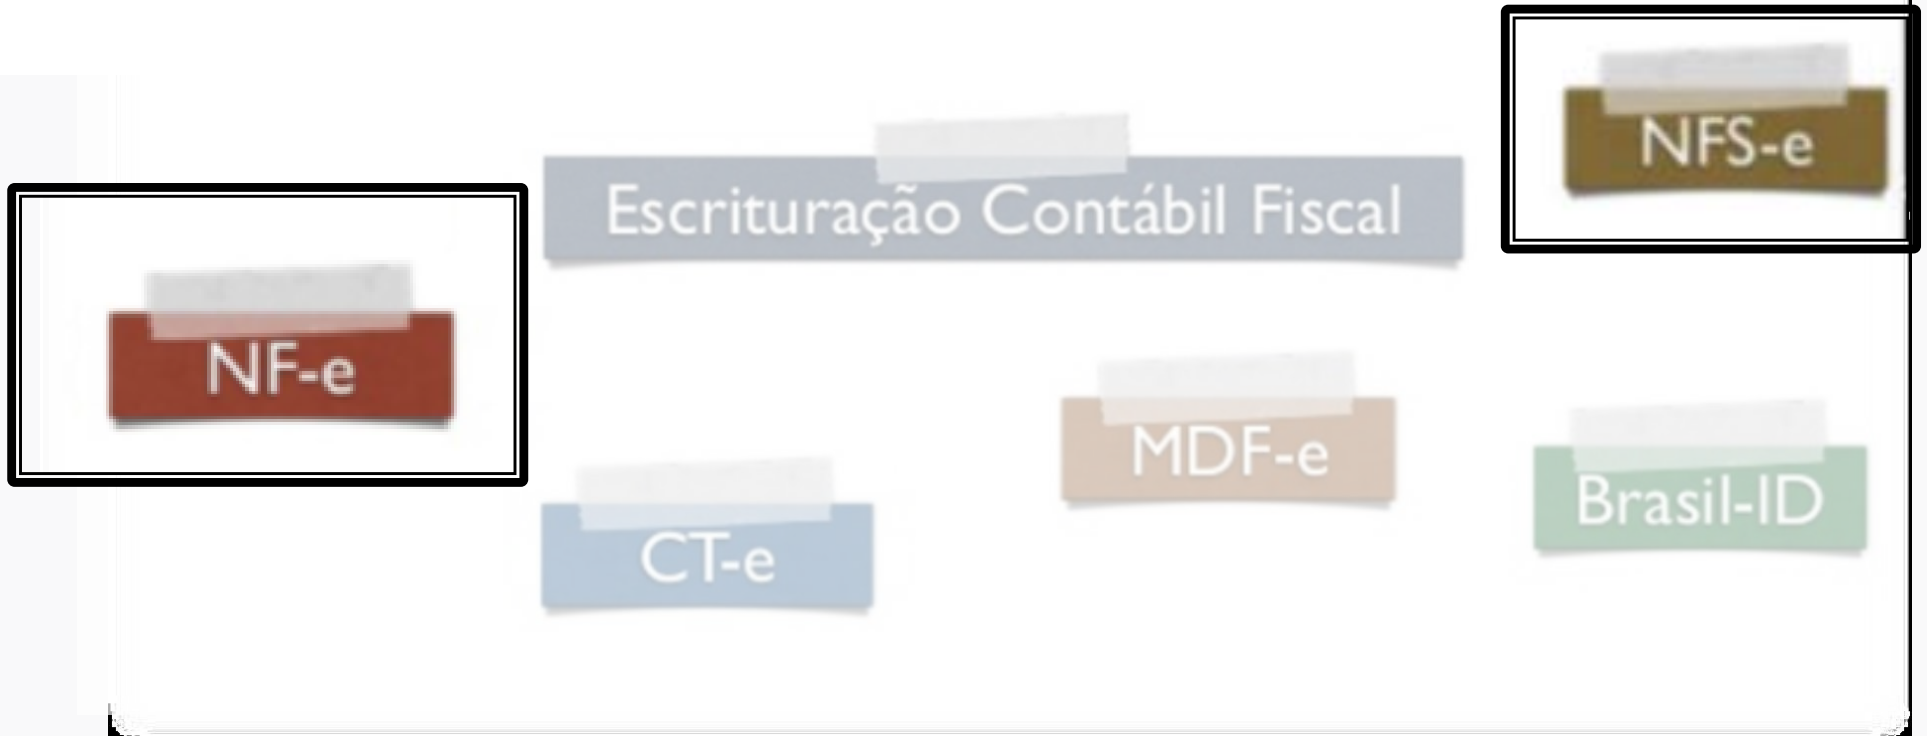 NFS-e
Escrituração Contábil Fiscal
NF-e
MDF-e
Brasil-ID
CT-e